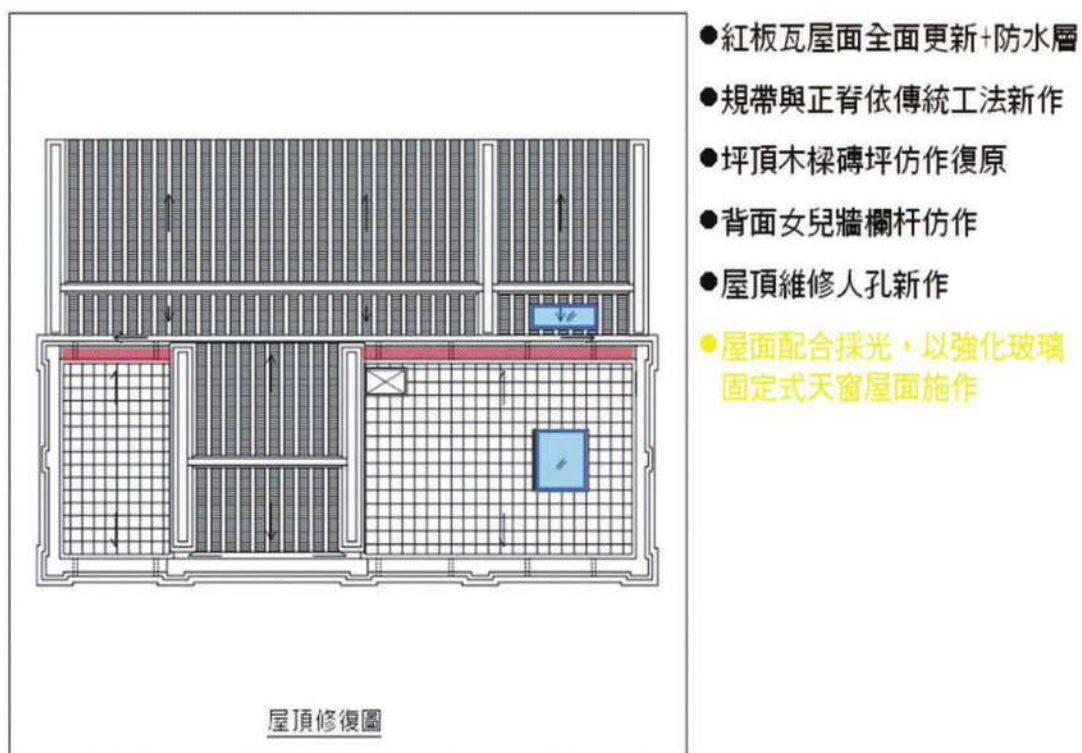 ●紅板瓦屋面全面更新+防水層
●規帶與正脊依傳統工法新作
●坪頂木樑磚坪仿作復原
●背面女兒牆欄杆仿作
●屋頂維修人孔新作
●屋面配合採光,以強化玻璃
固定式天窗屋面施作
屋頂修復圖